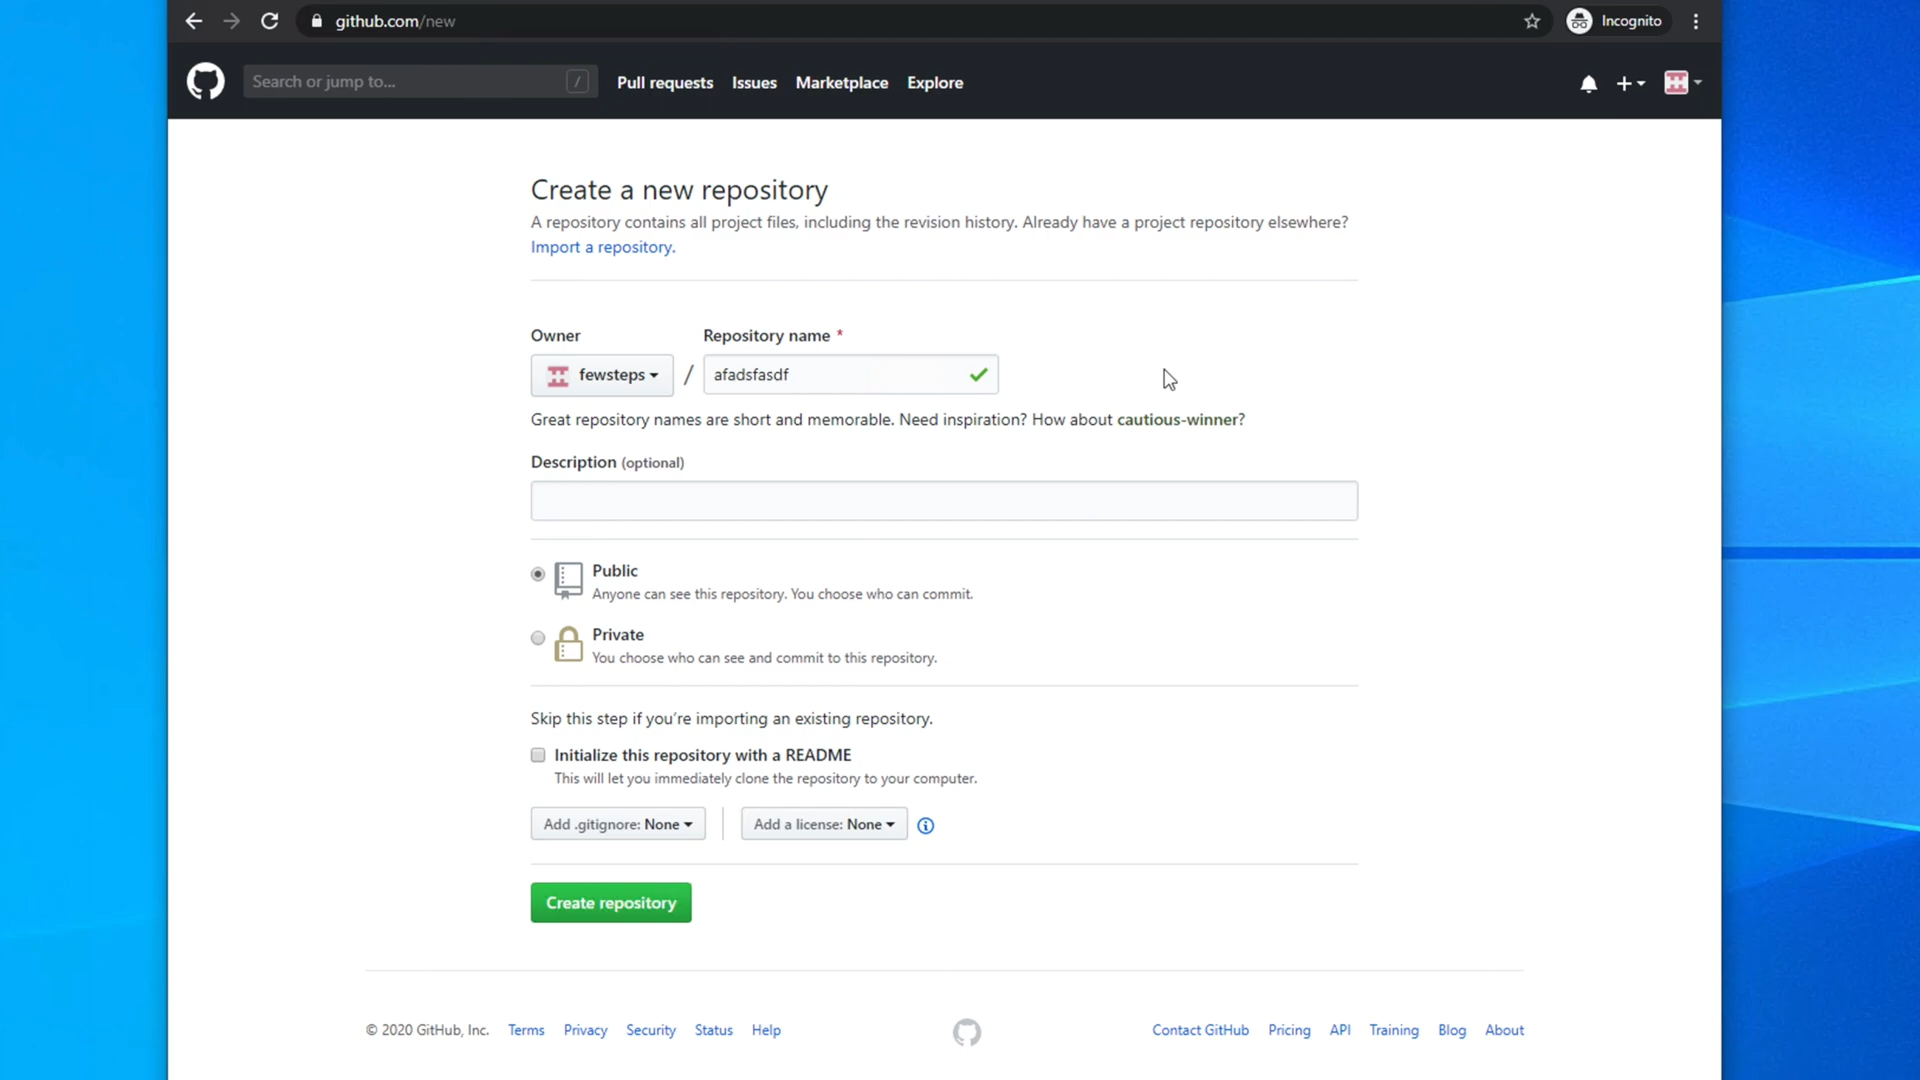 github.com/new
Incognito
Search or jump to...
/
Pull requests
Issues
Marketplace
Explore
Create a new repository
A repository contains all project files, including the revision history. Already have a project repository elsewhere?
Import a repository.
Owner
Repository name *
fewsteps
/
afadsfasdf
Great repository names are short and memorable. Need inspiration? How about cautious-winner?
Description (optional)
Public
Anyone can see this repository. You choose who can commit.
Private
You choose who can see and commit to this repository.
Skip this step if you’re importing an existing repository.
Initialize this repository with a README
This will let you immediately clone the repository to your computer.
Add .gitignore: None
Add a license: None
Create repository
© 2020 GitHub, Inc.
Terms
Privacy
Security
Status
Help
Contact GitHub
Pricing
API
Training
Blog
About